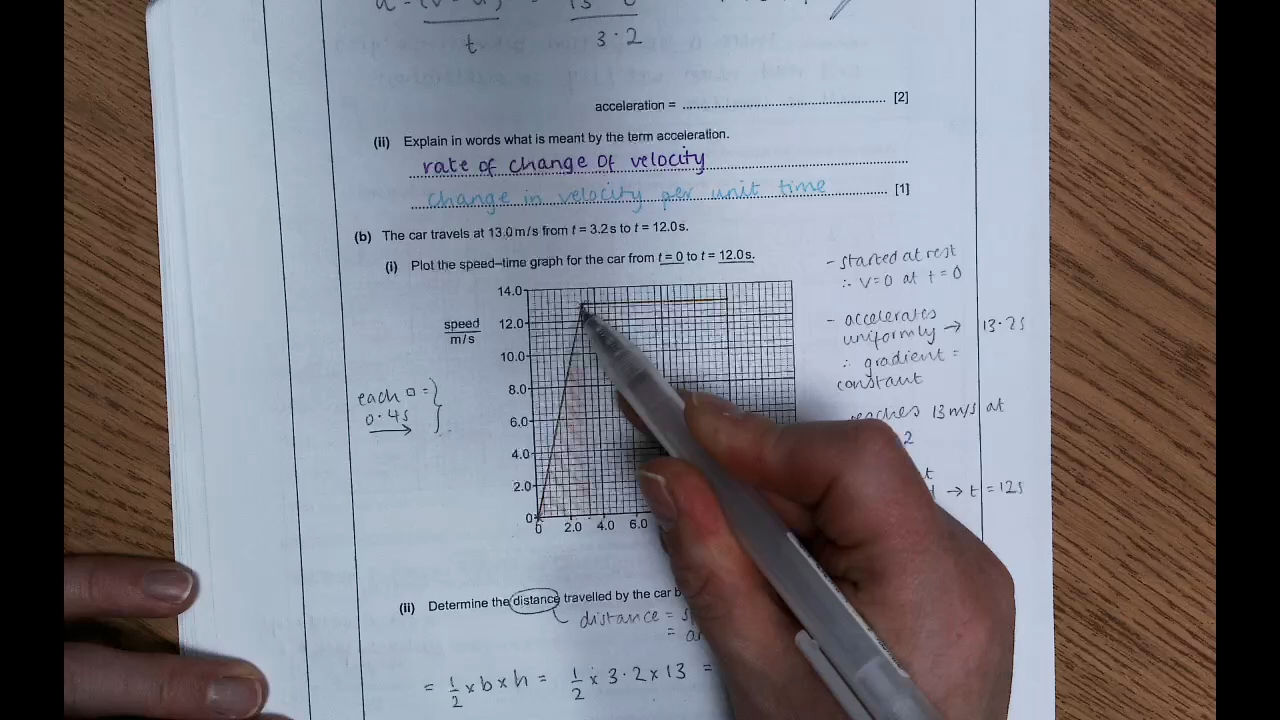 t
3.2
acceleration = ........................................ [2]
(ii) Explain in words what is meant by the term acceleration.
rate of change of velocity
change in velocity per unit time [1]
(b) The car travels at 13.0 m/s from t = 3.2 s to t = 12.0 s.
(i) Plot the speed–time graph for the car from t = 0 to t = 12.0 s.
- started at rest
∴ v=0 at t=0
14.0
speed
m/s
12.0
10.0
8.0
6.0
4.0
2.0
0
0 2.0 4.0 6.0
- accelerates
uniformly → 13.2s
∴ gradient =
constant
each □ =
0.4s
reaches 13 m/s at
2
→ t = 12s
(ii) Determine the distance travelled by the car
distance =
=
= 1/2 × b × h = 1/2 × 3.2 × 13 =